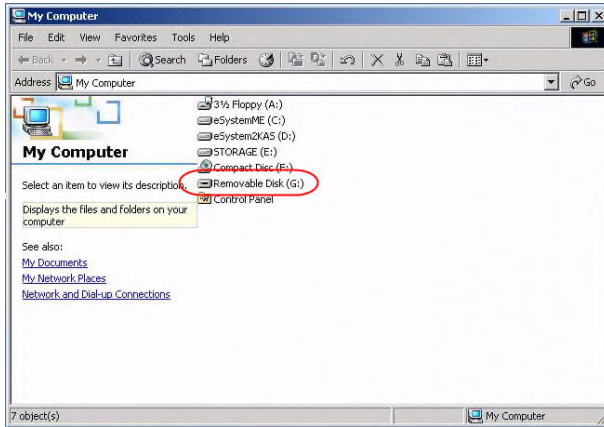 My Computer
File Edit View Favorites Tools Help
Back Search Folders
Address My Computer Go
3½ Floppy (A:)
eSystemME (C:)
eSystem2KAS (D:)
STORAGE (E:)
Compact Disc (F:)
Removable Disk (G:)
Control Panel
My Computer
Select an item to view its description.
Displays the files and folders on your
computer
See also:
My Documents
My Network Places
Network and Dial-up Connections
7 object(s) My Computer